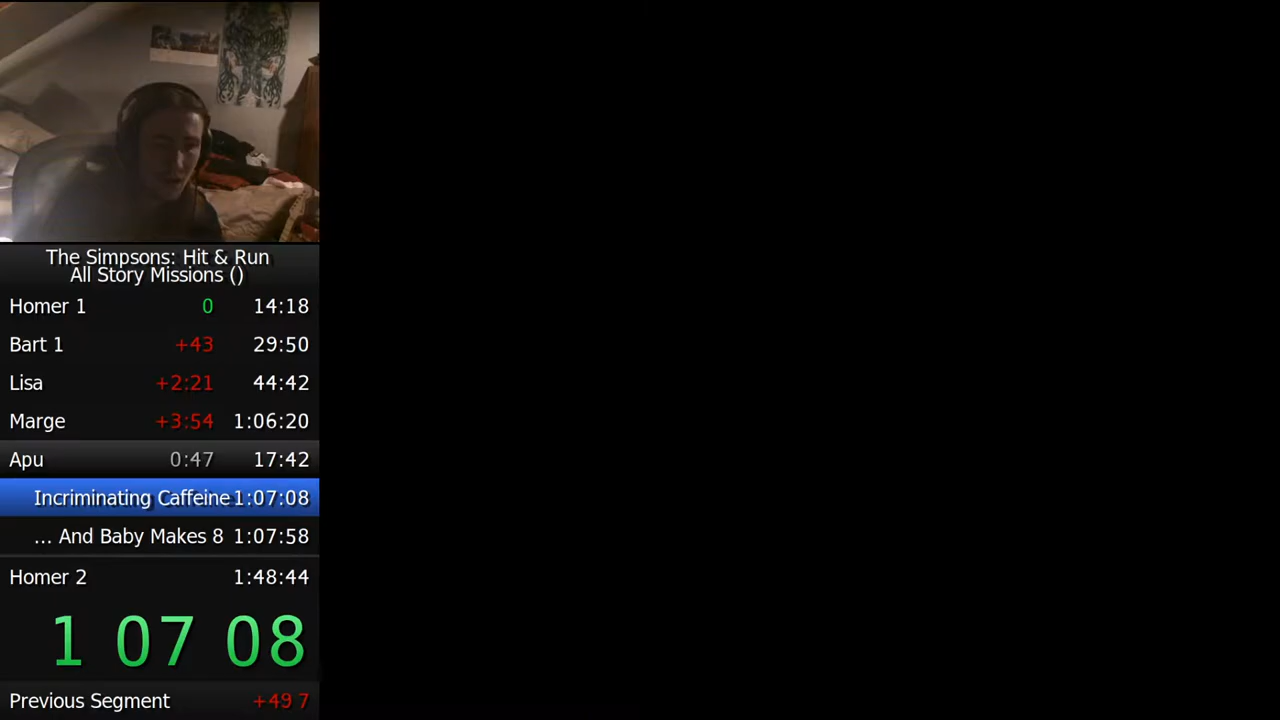 The Simpsons: Hit & Run
All Story Missions ()
Homer 1 0 14:18
Bart 1 +43 29:50
Lisa +2:21 44:42
Marge +3:54 1:06:20
Apu 0:47 17:42
Incriminating Caffeine 1:07:08
... And Baby Makes 8 1:07:58
Homer 2 1:48:44
1 07 08
Previous Segment +49 7